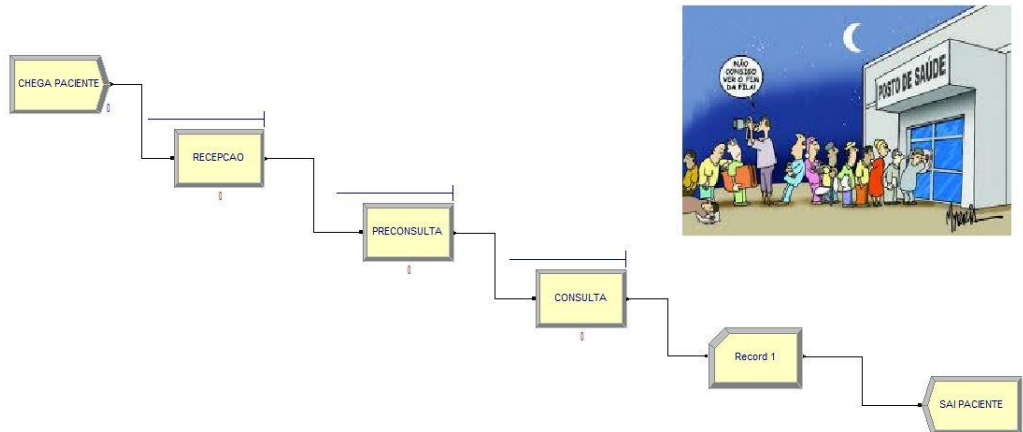 CHEGA PACIENTE
0
RECEPCAO
0
PRECONSULTA
0
CONSULTA
0
Record 1
SAI PACIENTE
NÃO
CONSIGO
VER O FIM
DA FILA!
POSTO DE SAÚDE